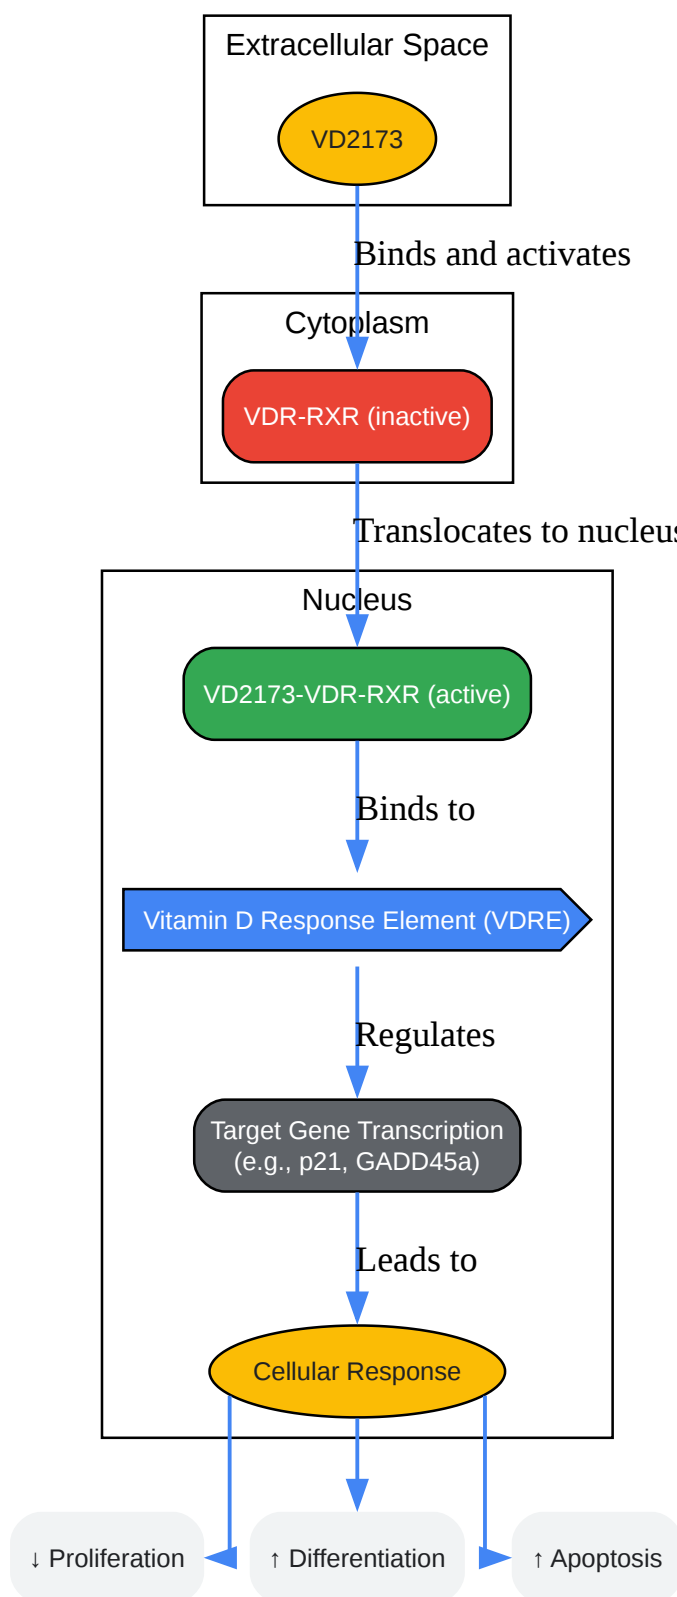 Extracellular Space
VD2173
Binds and activates
Cytoplasm
VDR-RXR (inactive)
Translocates to nucleus
Nucleus
VD2173-VDR-RXR (active)
Binds to
Vitamin D Response Element (VDRE)
Regulates
Target Gene Transcription
(e.g., p21, GADD45a)
Leads to
Cellular Response
↓ Proliferation
↑ Differentiation
↑ Apoptosis